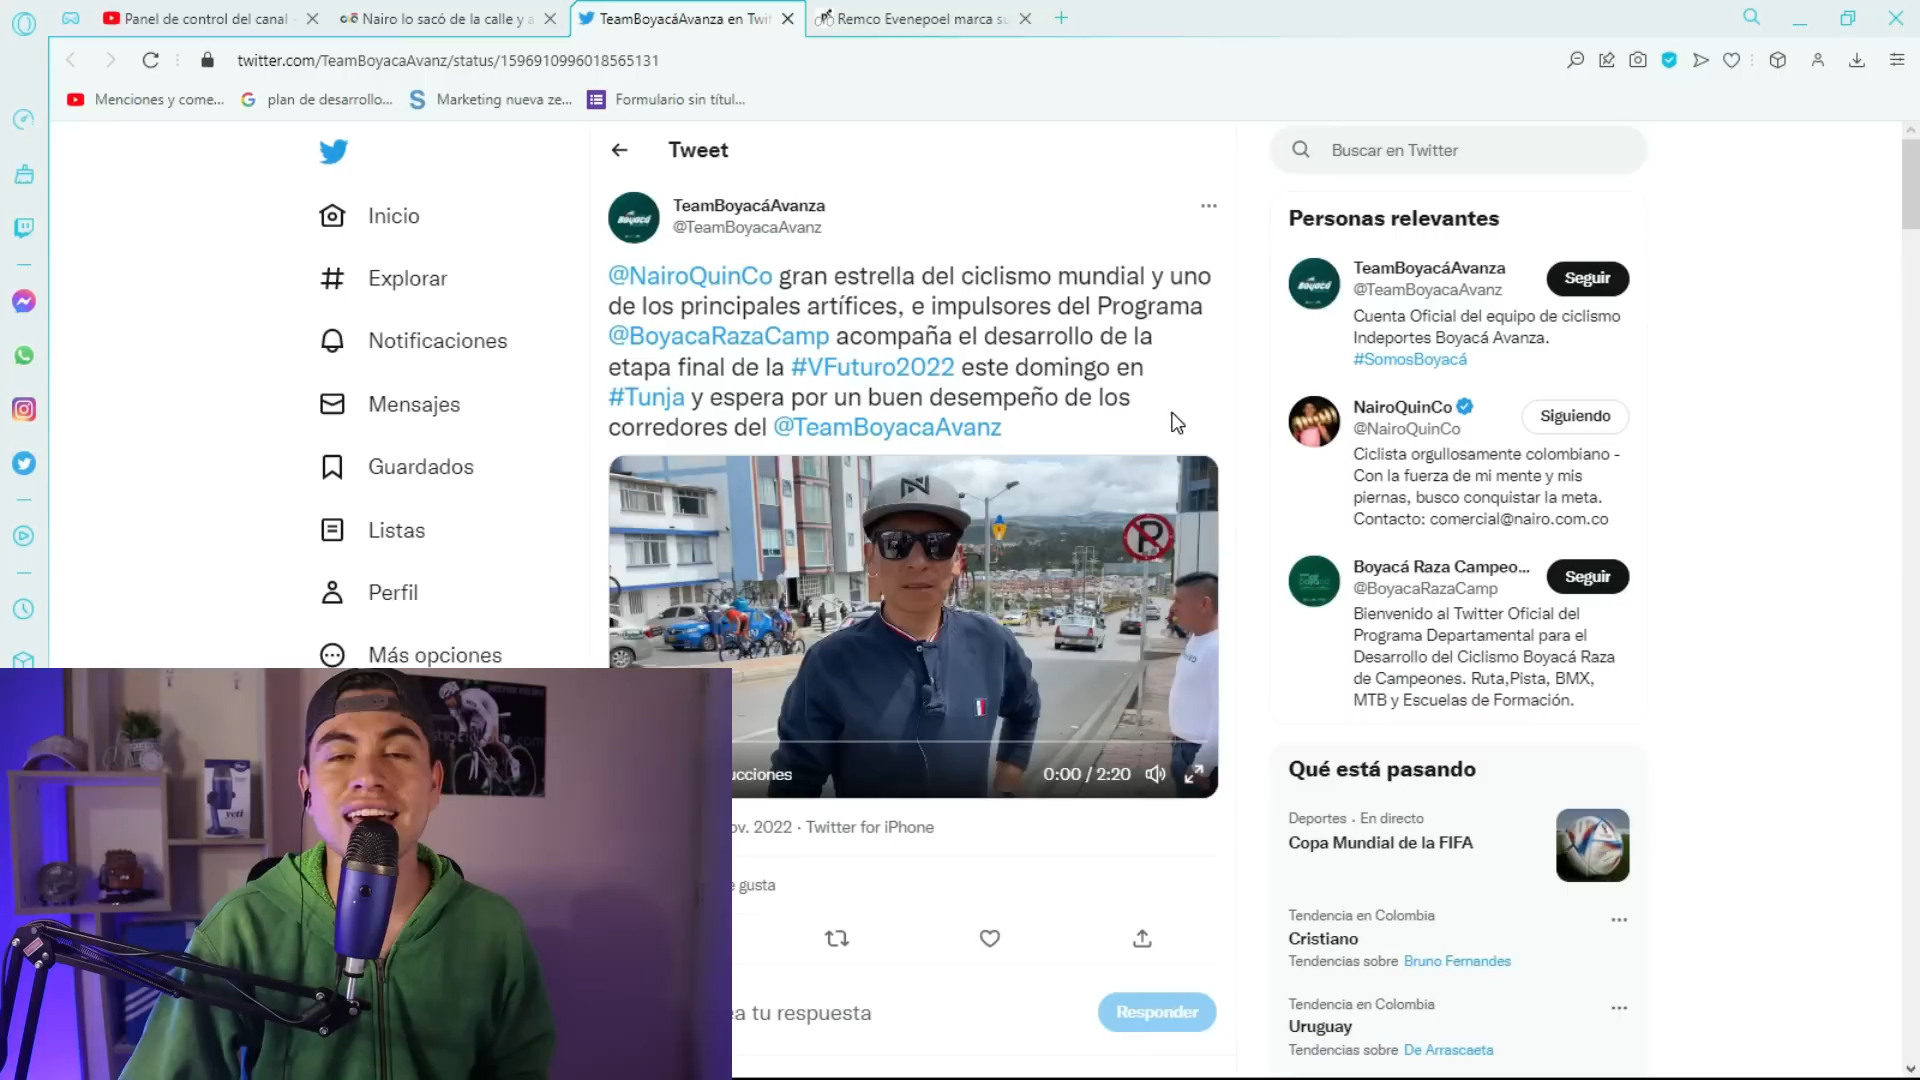 Panel de control del canal
Nairo lo sacó de la calle y a
TeamBoyacáAvanza en Twi
Remco Evenepoel marca su
twitter.com/TeamBoyacaAvanz/status/1596910996018565131
Menciones y come...
plan de desarrollo...
Marketing nueva ze...
Formulario sin títul...
Inicio
Explorar
Notificaciones
Mensajes
Guardados
Listas
Perfil
Más opciones
Tweet
TeamBoyacáAvanza
@TeamBoyacaAvanz
@NairoQuinCo gran estrella del ciclismo mundial y uno
de los principales artífices, e impulsores del Programa
@BoyacaRazaCamp acompaña el desarrollo de la
etapa final de la #VFuturo2022 este domingo en
#Tunja y espera por un buen desempeño de los
corredores del @TeamBoyacaAvanz
P
ucciones
0:00 / 2:20
ov. 2022 · Twitter for iPhone
e gusta
ea tu respuesta
Responder
Buscar en Twitter
Personas relevantes
TeamBoyacáAvanza
@TeamBoyacaAvanz
Seguir
Cuenta Oficial del equipo de ciclismo
Indeportes Boyacá Avanza.
#SomosBoyacá
NairoQuinCo
@NairoQuinCo
Siguiendo
Ciclista orgullosamente colombiano -
Con la fuerza de mi mente y mis
piernas, busco conquistar la meta.
Contacto: comercial@nairo.com.co
Boyacá Raza Campeo...
@BoyacaRazaCamp
Seguir
Bienvenido al Twitter Oficial del
Programa Departamental para el
Desarrollo del Ciclismo Boyacá Raza
de Campeones. Ruta,Pista, BMX,
MTB y Escuelas de Formación.
Qué está pasando
Deportes · En directo
Copa Mundial de la FIFA
Tendencia en Colombia
Cristiano
Tendencias sobre Bruno Fernandes
Tendencia en Colombia
Uruguay
Tendencias sobre De Arrascaeta
yeti